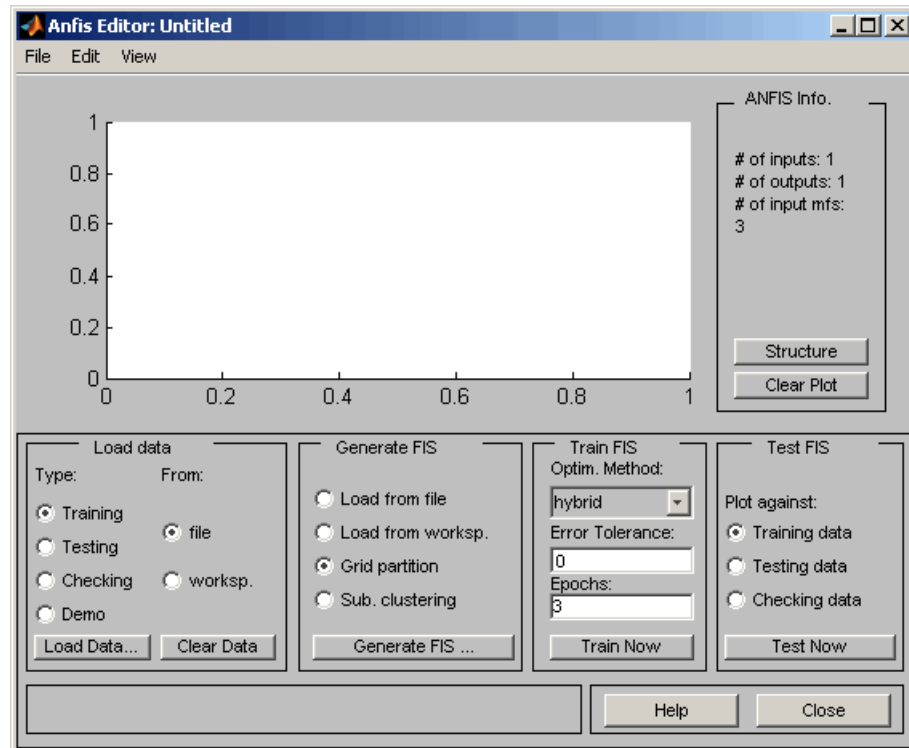 Anfis Editor: Untitled
File Edit View
1
0.8
0.6
0.4
0.2
0
0 0.2 0.4 0.6 0.8 1
ANFIS Info.
# of inputs: 1
# of outputs: 1
# of input mfs:
3
Structure
Clear Plot
Load data
Type: From:
Training
Testing
Checking
Demo
file
worksp.
Load Data... Clear Data
Generate FIS
Load from file
Load from worksp.
Grid partition
Sub. clustering
Generate FIS ...
Train FIS
Optim. Method:
hybrid
Error Tolerance:
0
Epochs:
3
Train Now
Test FIS
Plot against:
Training data
Testing data
Checking data
Test Now
Help Close